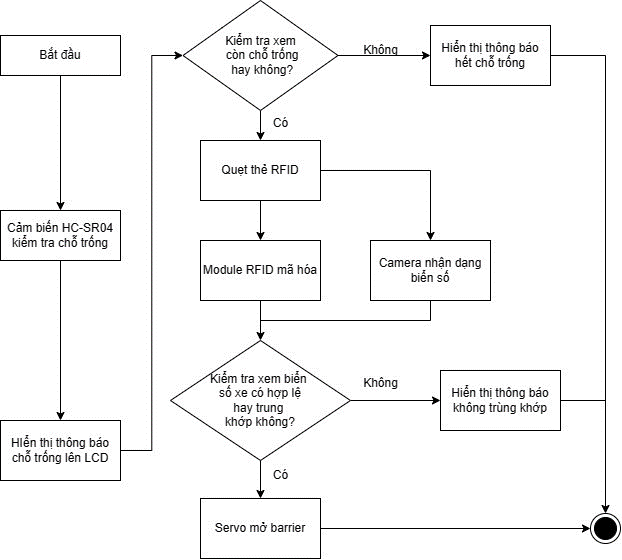 Bắt đầu
Cảm biến HC-SR04
kiểm tra chỗ trống
HIển thị thông báo
chỗ trống lên LCD
Kiểm tra xem
còn chỗ trống
hay không?
Không
Hiển thị thông báo
hết chỗ trống
Có
Quẹt thẻ RFID
Module RFID mã hóa
Camera nhận dạng
biển số
Kiểm tra xem biển
số xe có hợp lệ
hay trung
khớp không?
Không
Hiển thị thông báo
không trùng khớp
Có
Servo mở barrier